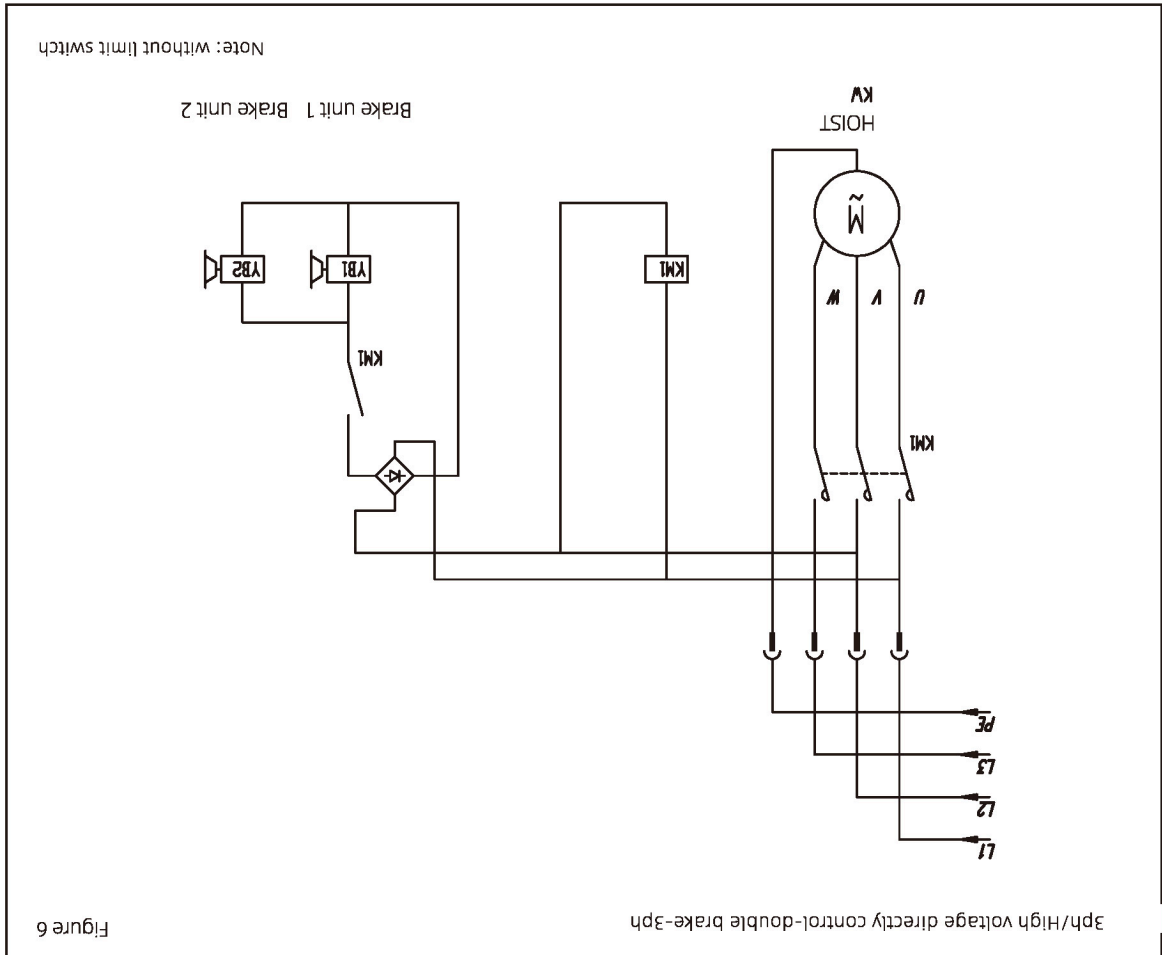 3ph/High voltage directly control-double brake-3ph
Figure 6
L1
L2
L3
PE
KM1
KM1
U
V
W
M
~
KM1
YB1
YB2
HOIST
KW
Brake unit 1
Brake unit 2
Note: without limit switch